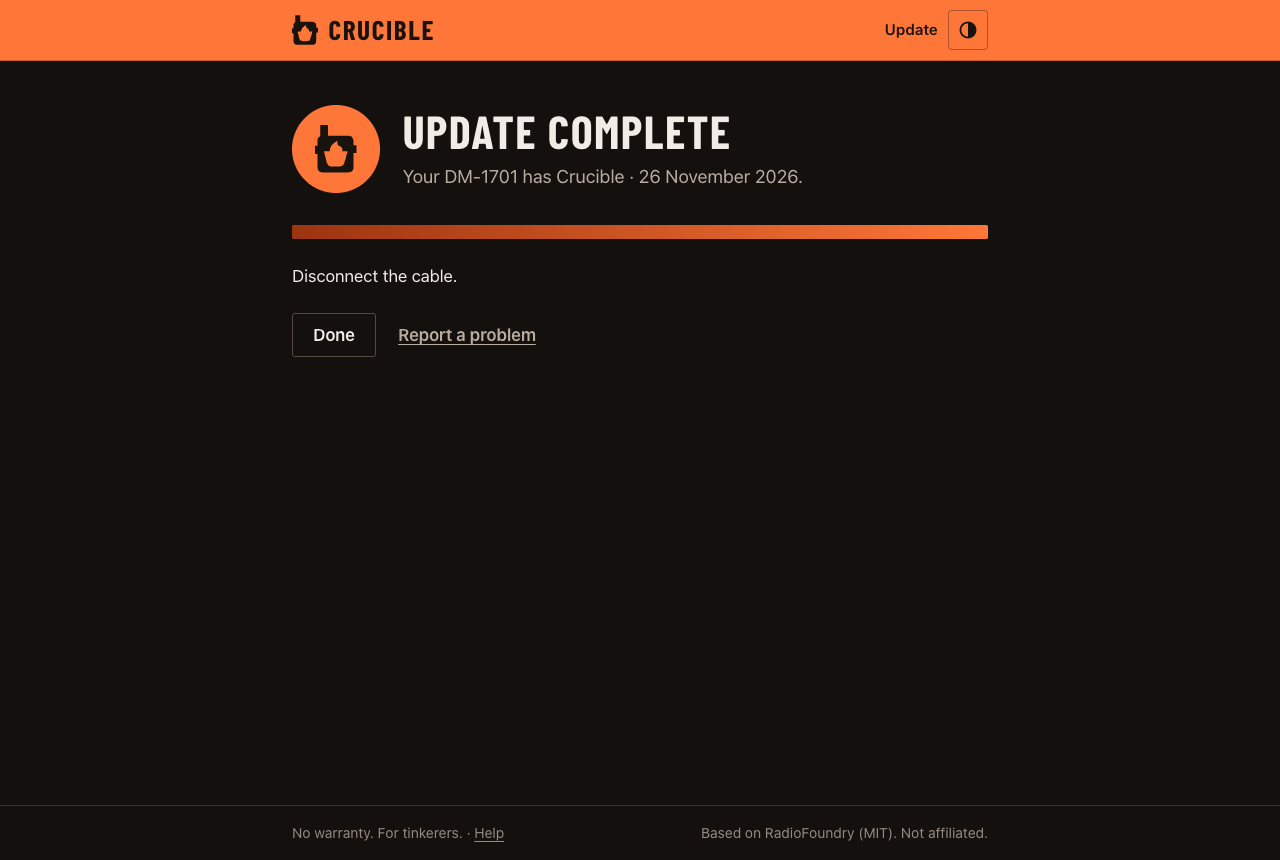 CRUCIBLE
Update
UPDATE COMPLETE
Your DM-1701 has Crucible · 26 November 2026.
Disconnect the cable.
Done
Report a problem
No warranty. For tinkerers. · Help
Based on RadioFoundry (MIT). Not affiliated.